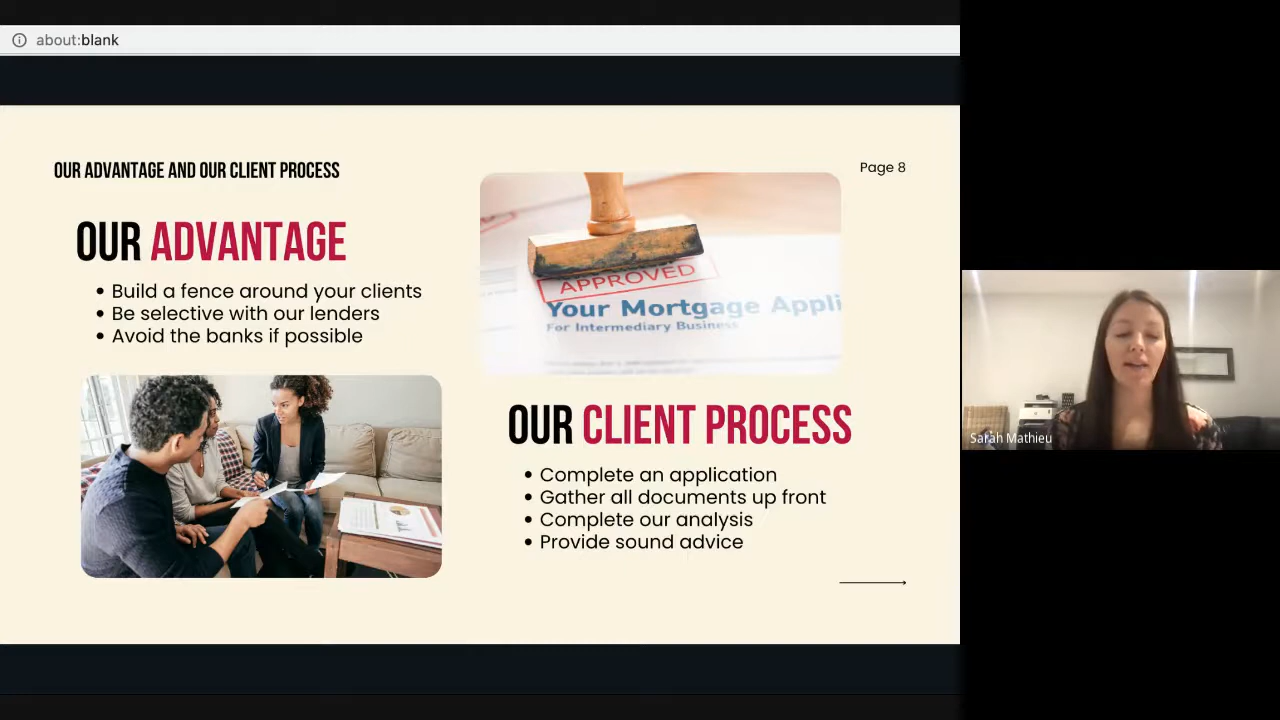 about:blank
OUR ADVANTAGE AND OUR CLIENT PROCESS
Page 8
OUR ADVANTAGE
• Build a fence around your clients
• Be selective with our lenders
• Avoid the banks if possible
APPROVED
Your Mortgage Appli
For Intermediary Business
OUR CLIENT PROCESS
• Complete an application
• Gather all documents up front
• Complete our analysis
• Provide sound advice
Sarah Mathieu